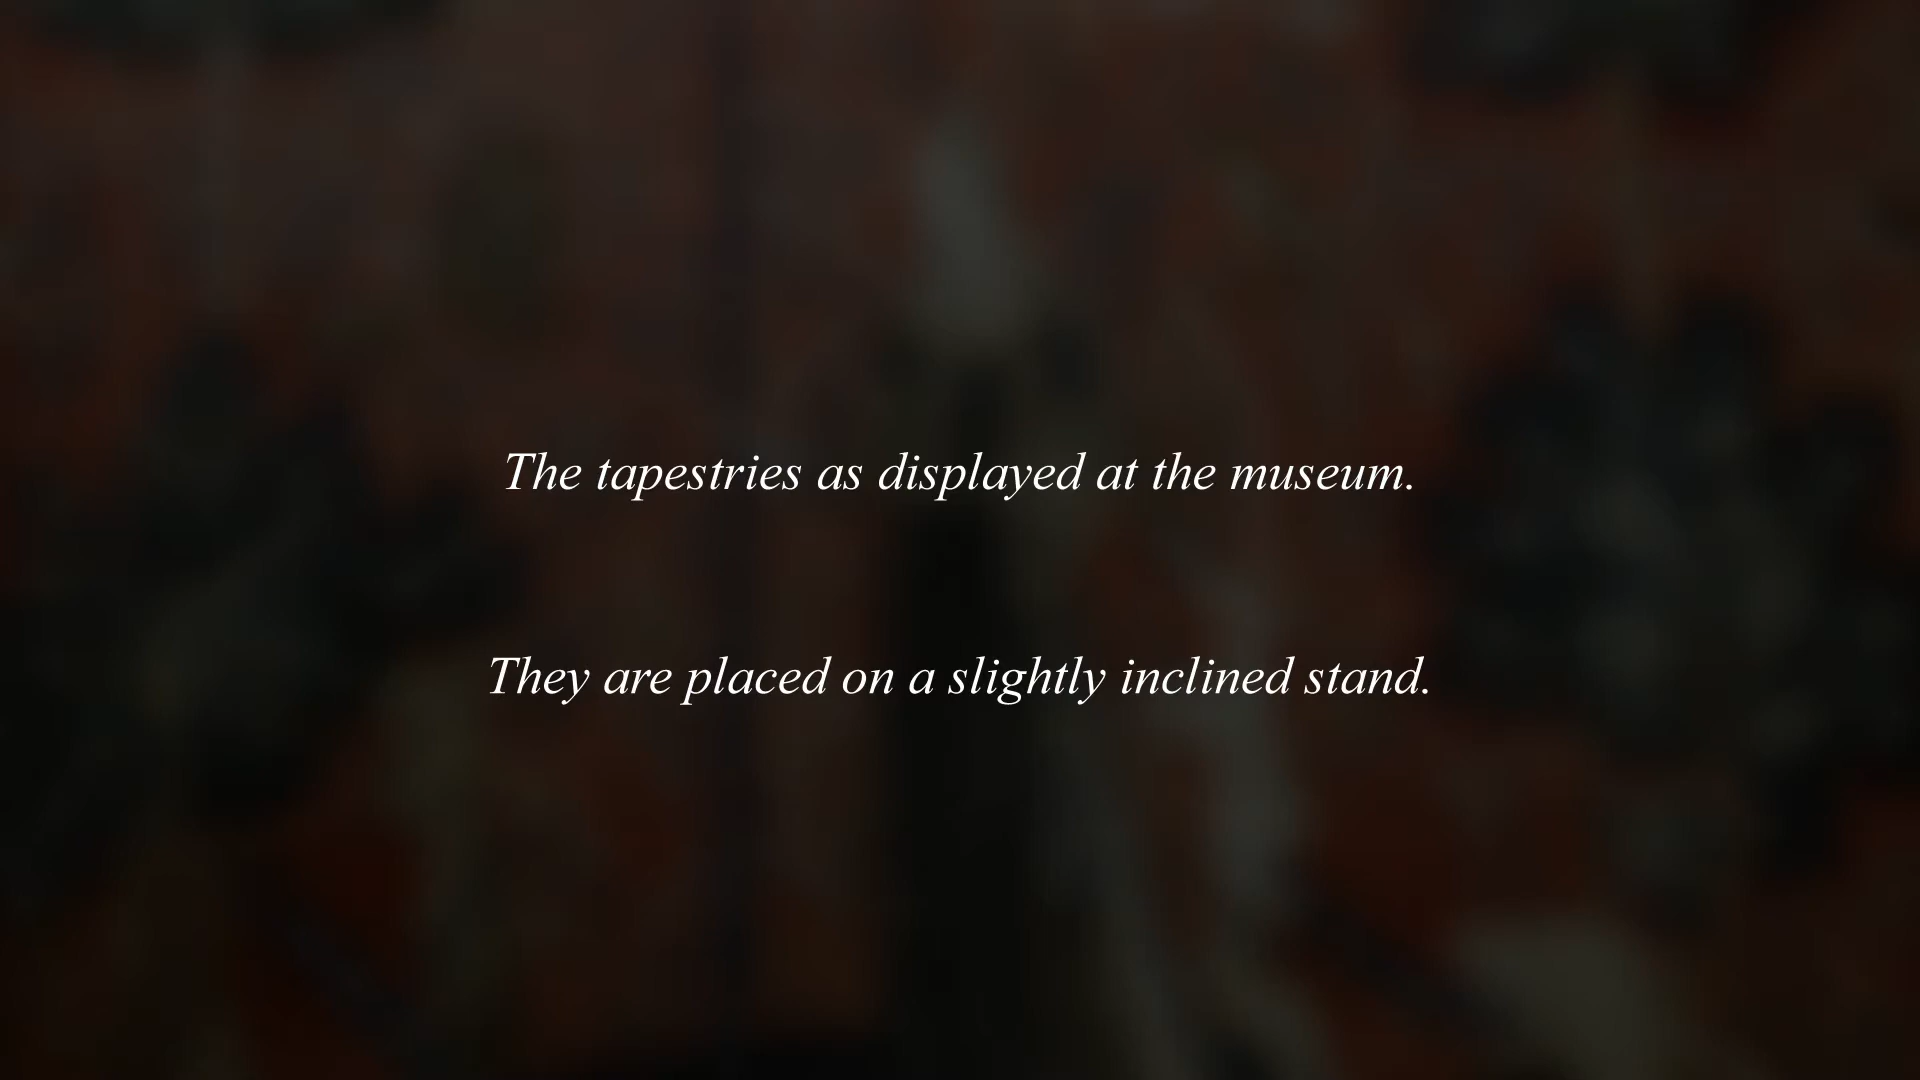 The tapestries as displayed at the museum.
They are placed on a slightly inclined stand.